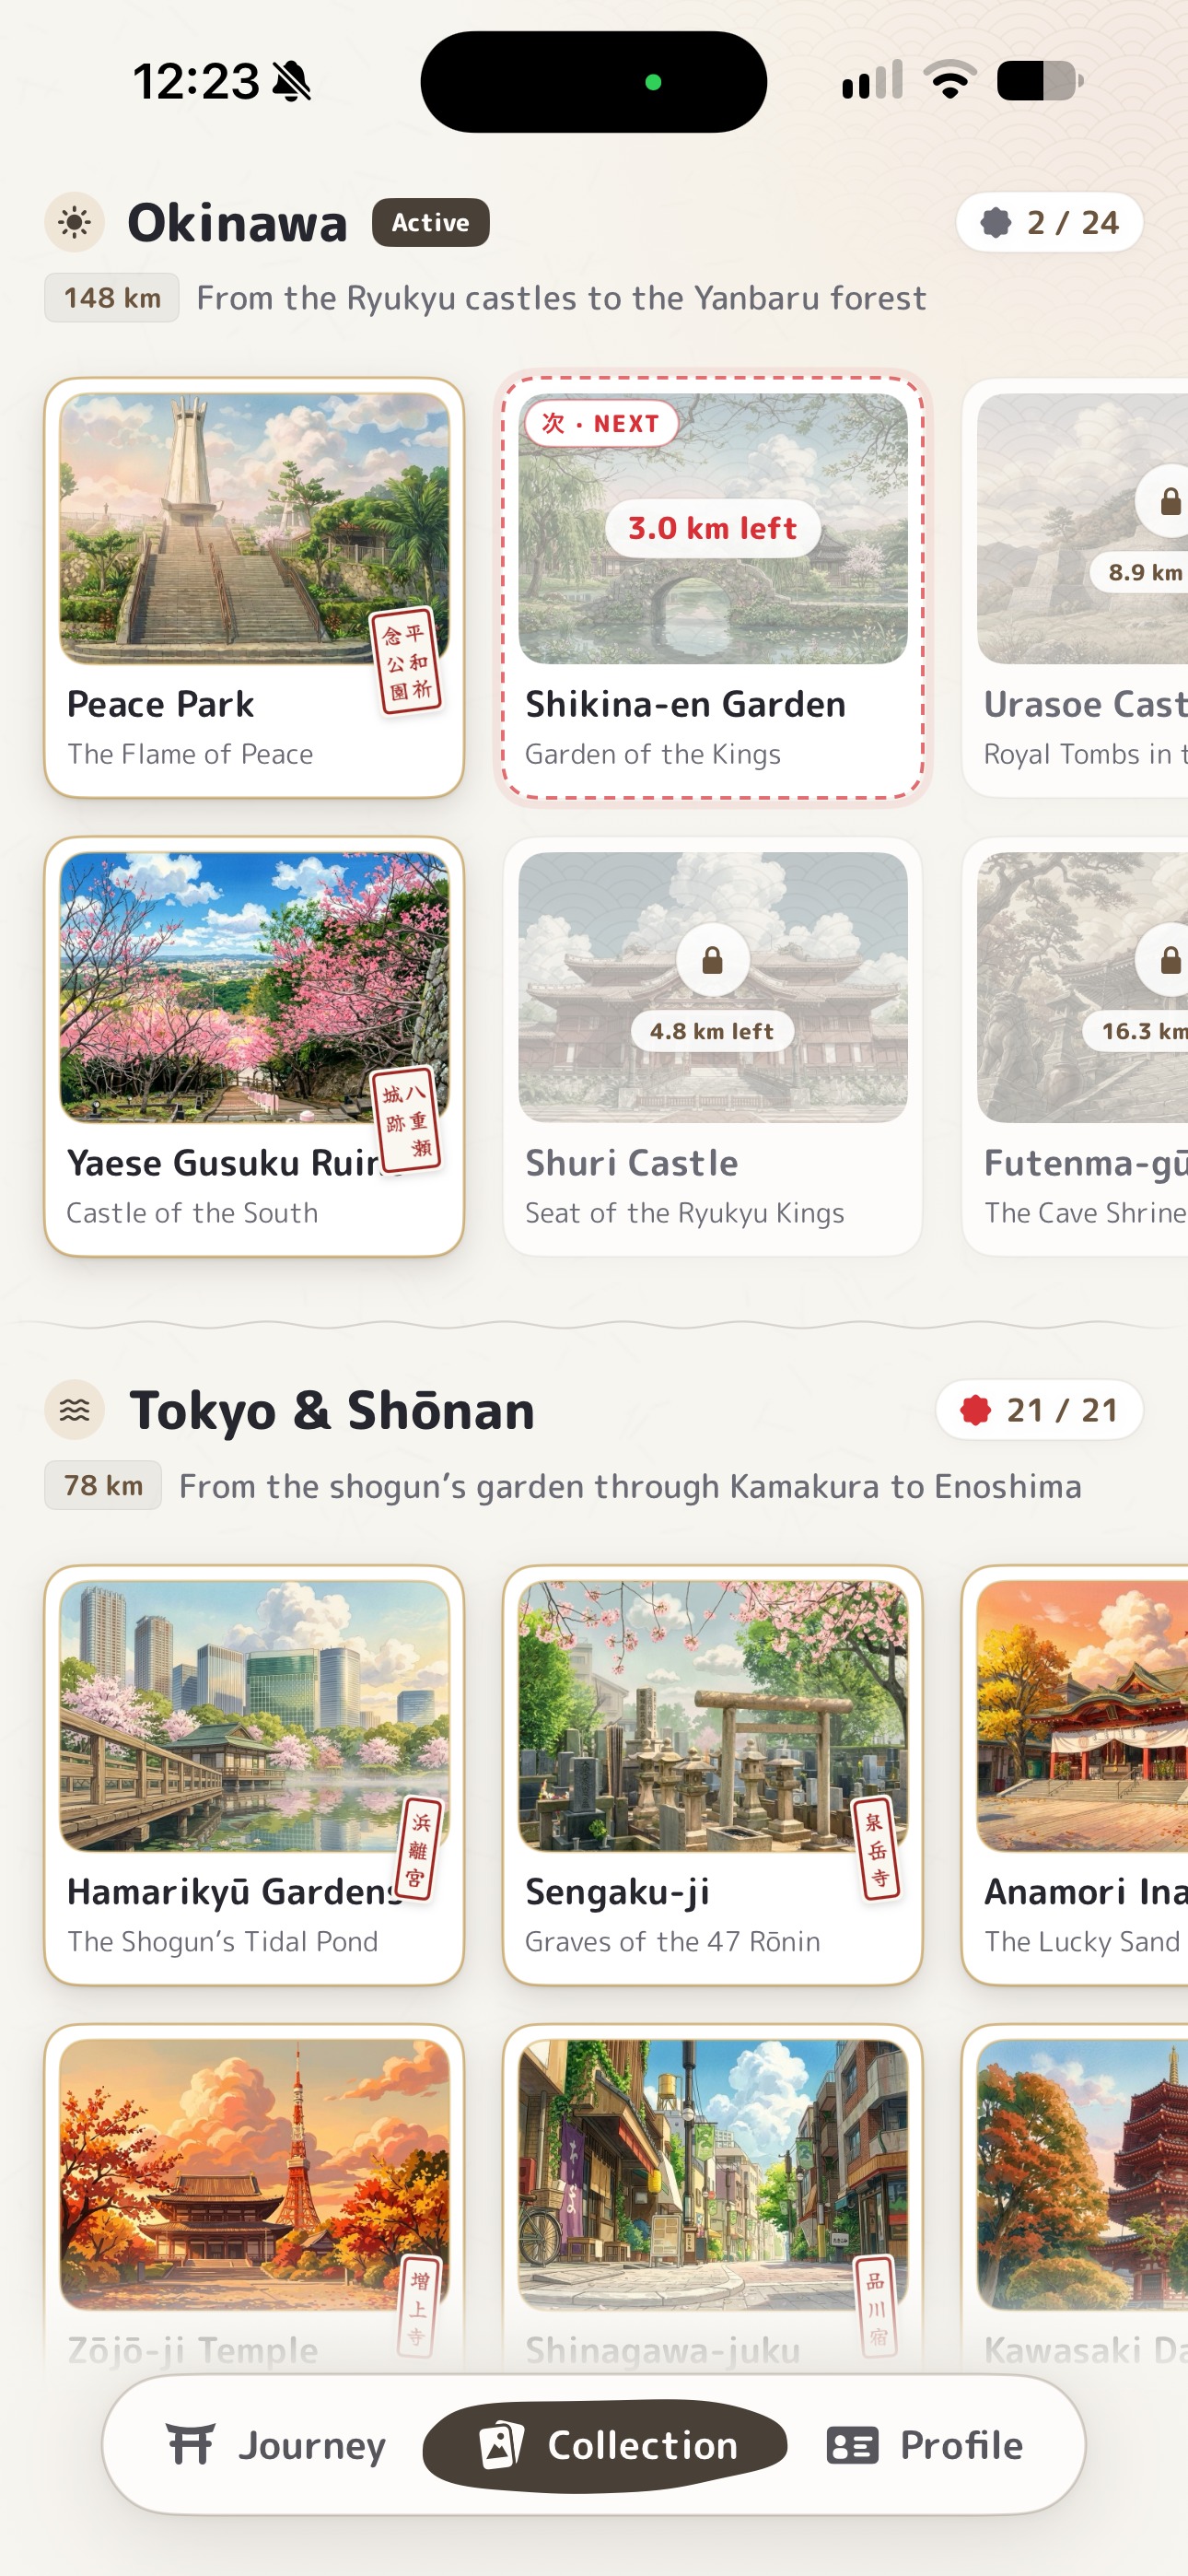 12:23
Okinawa Active 2 / 24
148 km From the Ryukyu castles to the Yanbaru forest
次 · NEXT
3.0 km left
8.9 km
平和祈
念公園
Peace Park
The Flame of Peace
Shikina-en Garden
Garden of the Kings
Urasoe Cast
Royal Tombs in t
4.8 km left
16.3 km
八重瀬
城跡
Yaese Gusuku Ruin
Castle of the South
Shuri Castle
Seat of the Ryukyu Kings
Futenma-gū
The Cave Shrine
Tokyo & Shōnan 21 / 21
78 km From the shogun’s garden through Kamakura to Enoshima
浜離宮
Hamarikyū Gardens
The Shogun’s Tidal Pond
泉岳寺
Sengaku-ji
Graves of the 47 Rōnin
Anamori Ina
The Lucky Sand
増上寺
Zōjō-ji Temple
品川宿
Shinagawa-juku
Kawasaki Da
Journey Collection Profile